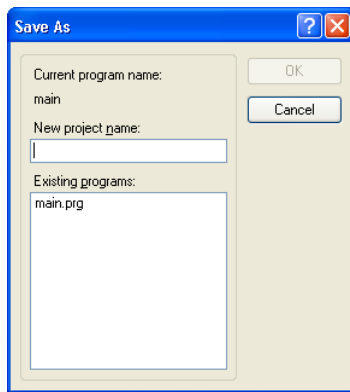 Save As
Current program name:
main
New project name:
Existing programs:
main.prg
OK
Cancel